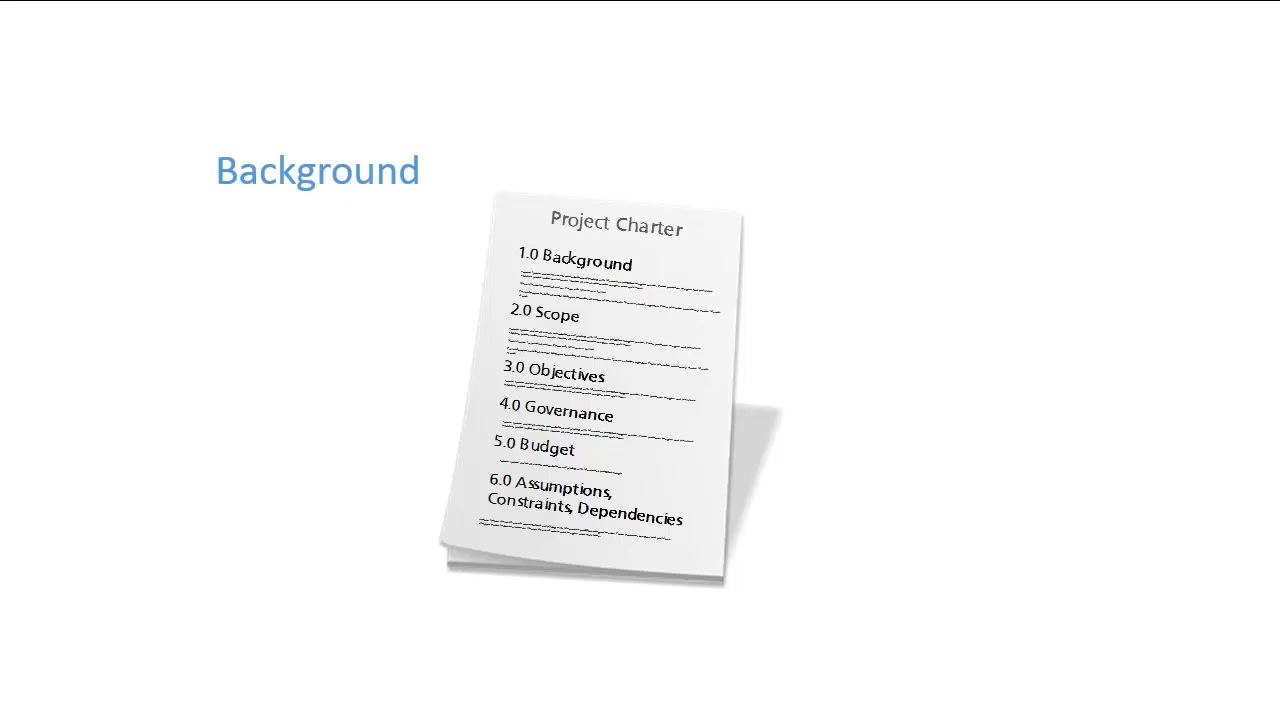 Background
Project Charter
1.0 Background
2.0 Scope
3.0 Objectives
4.0 Governance
5.0 Budget
6.0 Assumptions,
Constraints, Dependencies